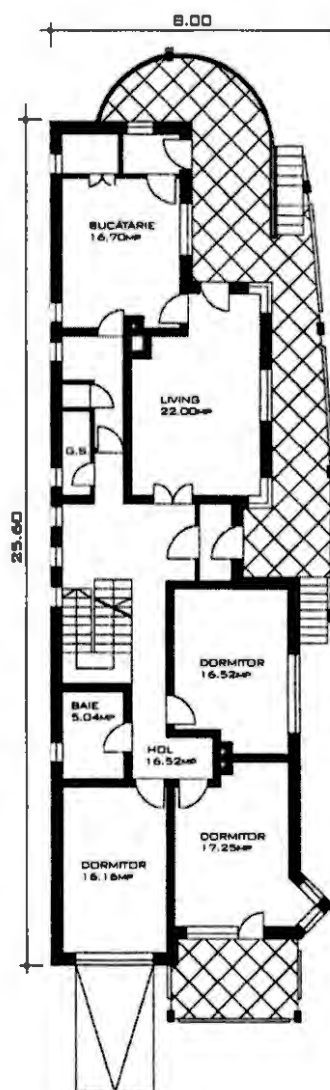 8.00
BUCĂTĂRIE
16.70MP
LIVING
22.00MP
G.S
25.60
DORMITOR
16.52MP
BAIE
5.04MP
HOL
16.52MP
DORMITOR
17.25MP
DORMITOR
16.16MP